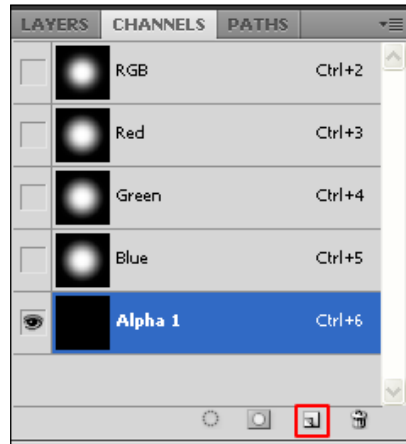 LAYERS CHANNELS PATHS
RGB Ctrl+2
Red Ctrl+3
Green Ctrl+4
Blue Ctrl+5
Alpha 1 Ctrl+6